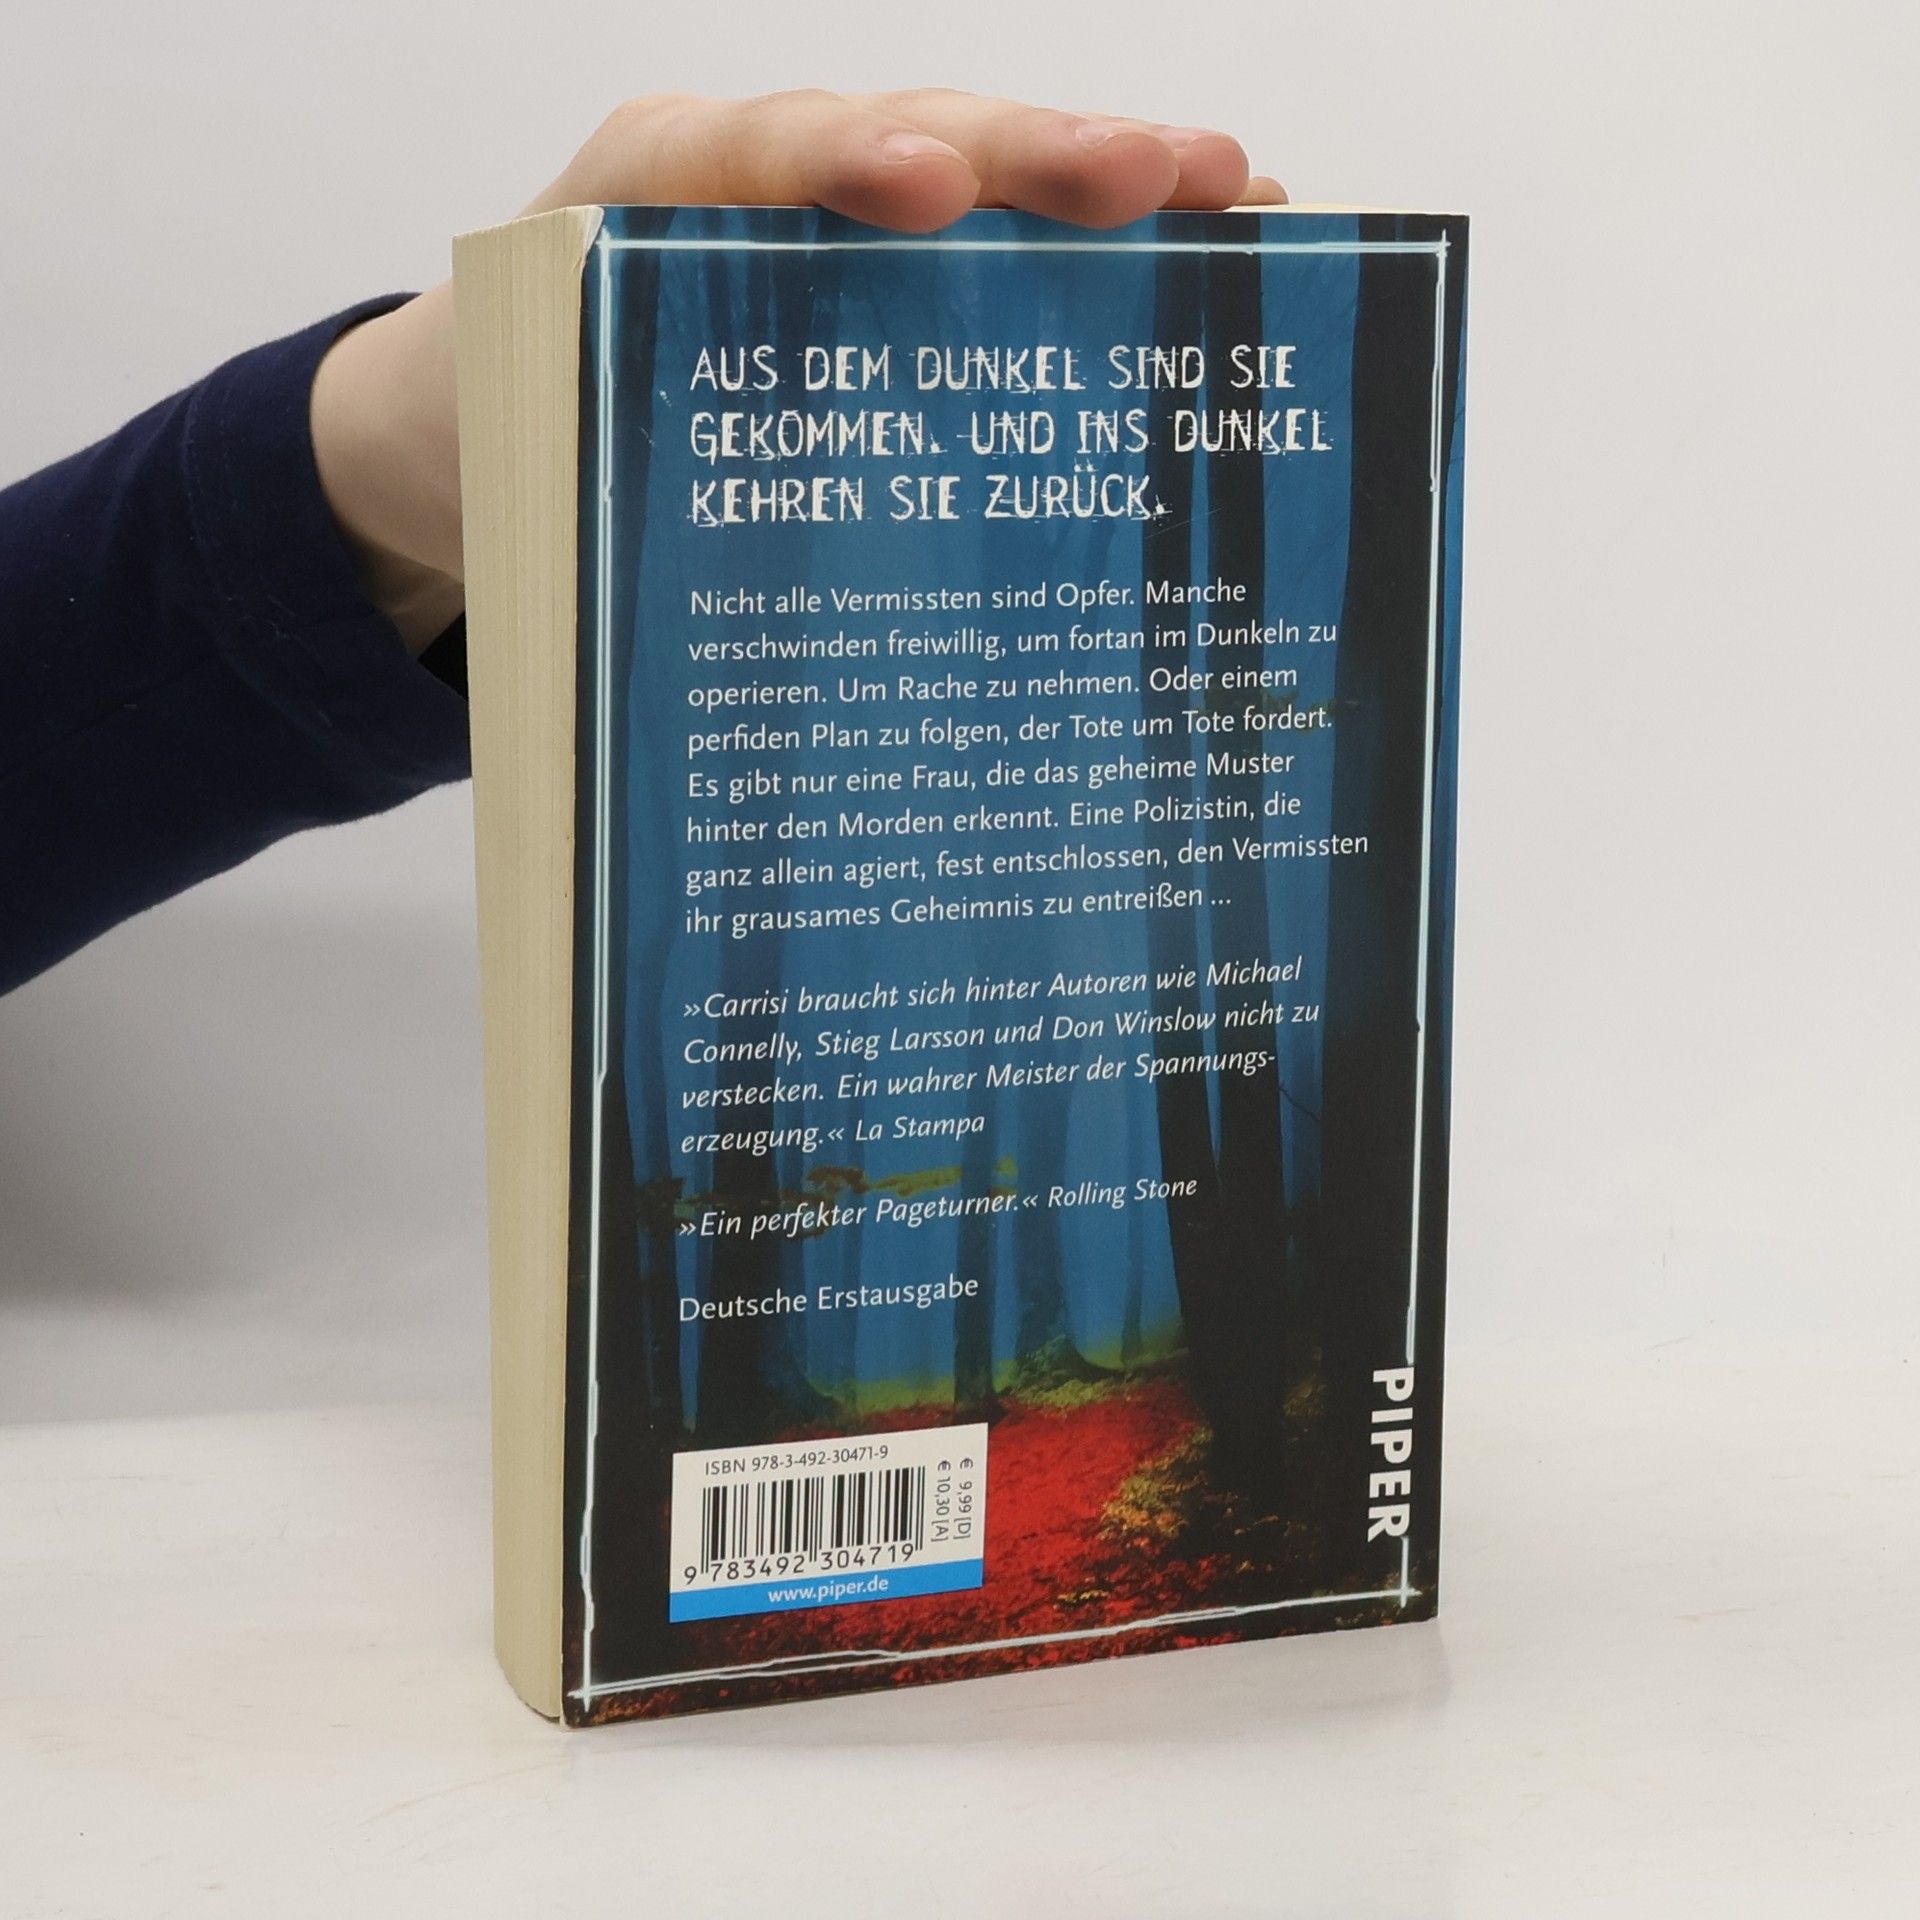 AUS DEM DUNKEL SIND SIE
GEKOMMEN. UND INS DUNKEL
KEHREN SIE ZURÜCK.
Nicht alle Vermissten sind Opfer. Manche
verschwinden freiwillig, um fortan im Dunkeln zu
operieren. Um Rache zu nehmen. Oder einem
perfiden Plan zu folgen, der Tote um Tote fordert.
Es gibt nur eine Frau, die das geheime Muster
hinter den Morden erkennt. Eine Polizistin, die
ganz allein agiert, fest entschlossen, den Vermissten
ihr grausames Geheimnis zu entreißen ...
»Carrisi braucht sich hinter Autoren wie Michael
Connelly, Stieg Larsson und Don Winslow nicht zu
verstecken. Ein wahrer Meister der Spannungs-
erzeugung.« La Stampa
»Ein perfekter Pageturner.« Rolling Stone
Deutsche Erstausgabe
PIPER
ISBN 978-3-492-30471-9
€ 9,99 [D]
€ 10,30 [A]
9 783492 304719
www.piper.de